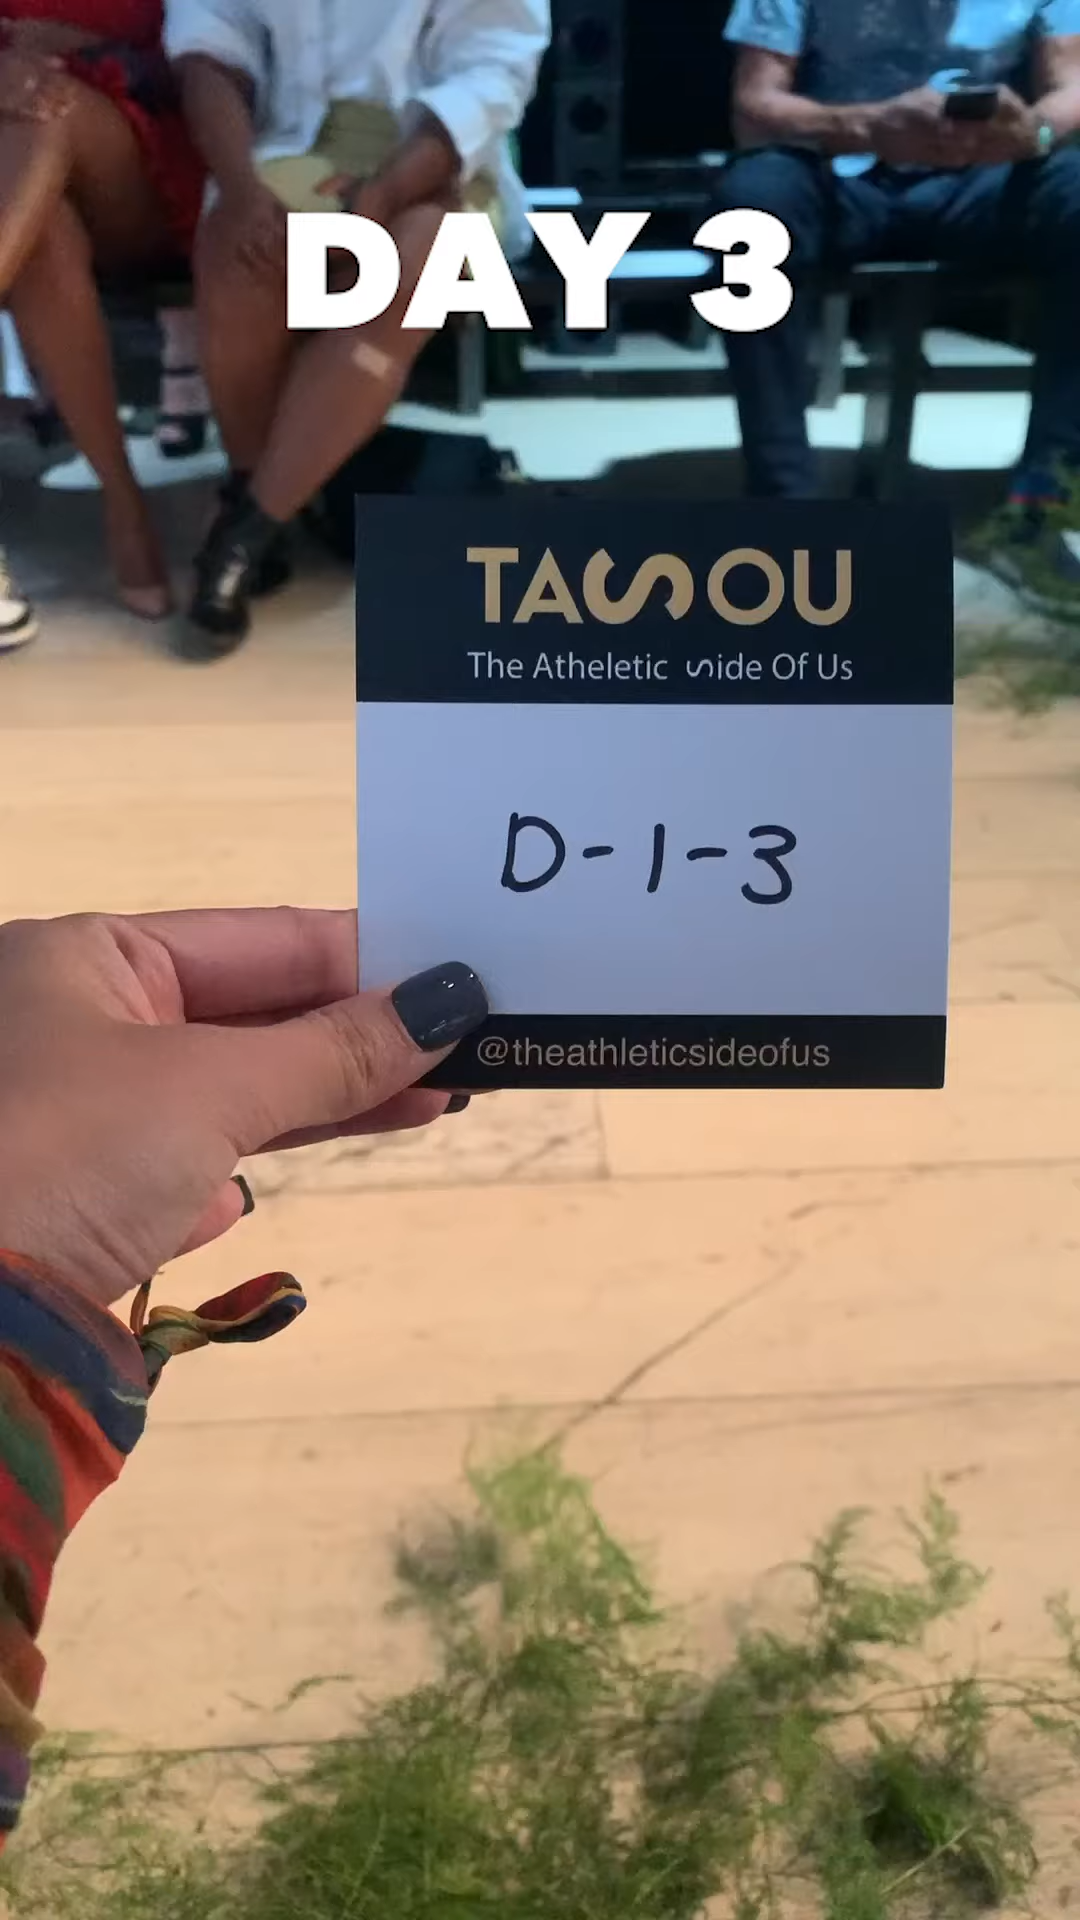 DAY 3
TASOU
The Atheletic Side Of Us
D-1-3
@theathleticsideofus